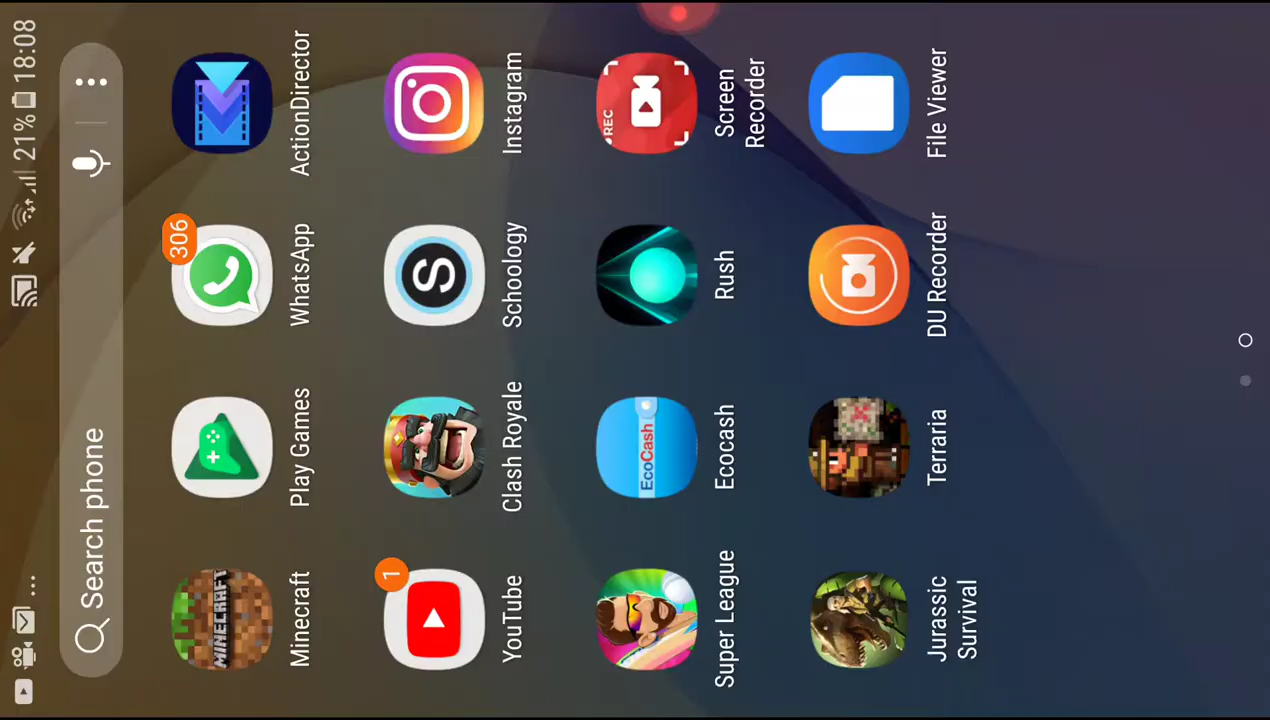 21% 18:08
Search phone
MINECRAFT
306
Minecraft
Play Games
WhatsApp
ActionDirector
1
YouTube
Clash Royale
Schoology
Instagram
EcoCash
REC
Super League
Ecocash
Rush
Screen
Recorder
Jurassic
Survival
Terraria
DU Recorder
File Viewer